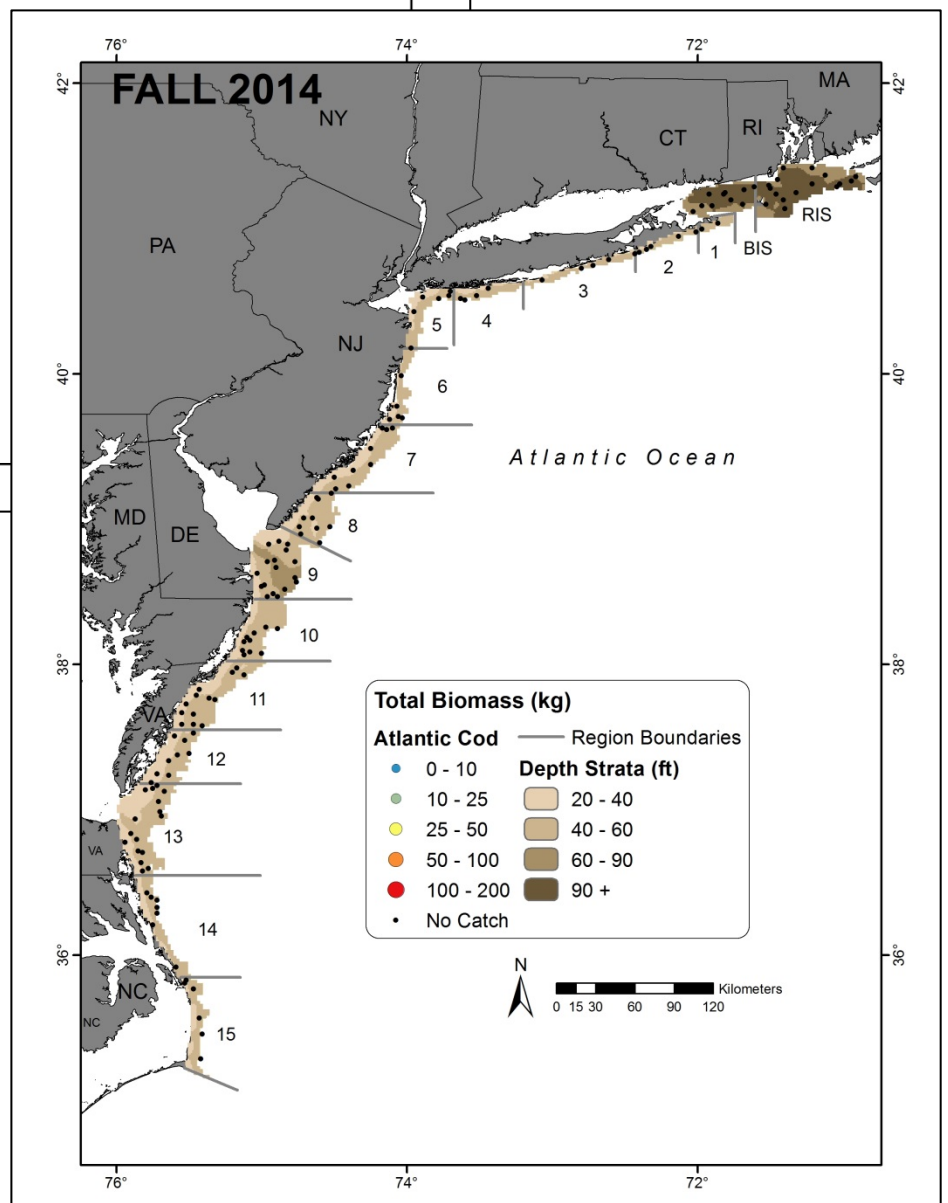 76°
74°
72°
FALL 2014
42°
42°
NY
MA
CT
RI
PA
RIS
BIS
1
2
3
4
5
NJ
40°
40°
6
Atlantic Ocean
7
MD
DE
8
9
10
38°
38°
11
VA
12
13
VA
14
36°
36°
NC
NC
15
Total Biomass (kg)
Atlantic Cod
0 - 10
10 - 25
25 - 50
50 - 100
100 - 200
No Catch
Region Boundaries
Depth Strata (ft)
20 - 40
40 - 60
60 - 90
90 +
N
Kilometers
0 15 30 60 90 120
76°
74°
72°